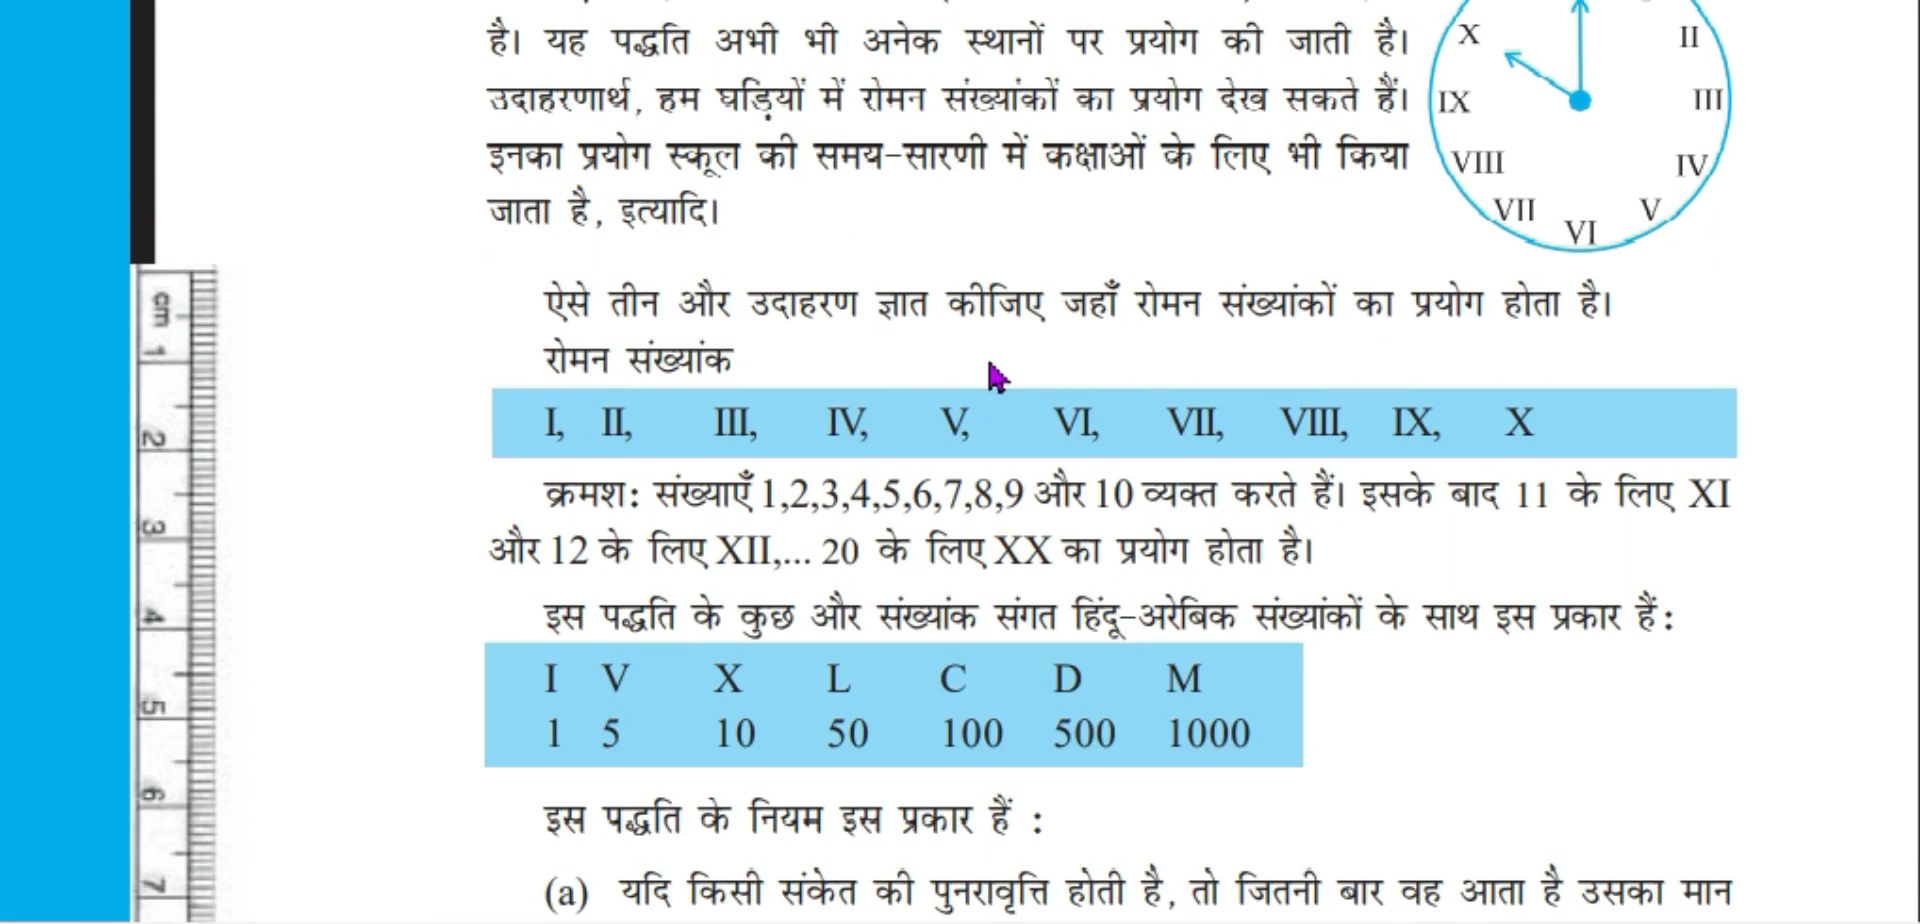 है। यह पद्धति अभी भी अनेक स्थानों पर प्रयोग की जाती है।
उदाहरणार्थ, हम घड़ियों में रोमन संख्यांकों का प्रयोग देख सकते हैं।
इनका प्रयोग स्कूल की समय-सारणी में कक्षाओं के लिए भी किया
जाता है, इत्यादि।
X
II
IX
III
VIII
IV
VII
V
VI
ऐसे तीन और उदाहरण ज्ञात कीजिए जहाँ रोमन संख्यांकों का प्रयोग होता है।
रोमन संख्यांक
I, II, III, IV, V, VI, VII, VIII, IX, X
क्रमश: संख्याएँ 1,2,3,4,5,6,7,8,9 और 10 व्यक्त करते हैं। इसके बाद 11 के लिए XI
और 12 के लिए XII,... 20 के लिए XX का प्रयोग होता है।
इस पद्धति के कुछ और संख्यांक संगत हिंदू-अरेबिक संख्यांकों के साथ इस प्रकार हैं:
I V X L C D M
1 5 10 50 100 500 1000
इस पद्धति के नियम इस प्रकार हैं :
(a) यदि किसी संकेत की पुनरावृत्ति होती है, तो जितनी बार वह आता है उसका मान
cm
1
2
3
4
5
6
7